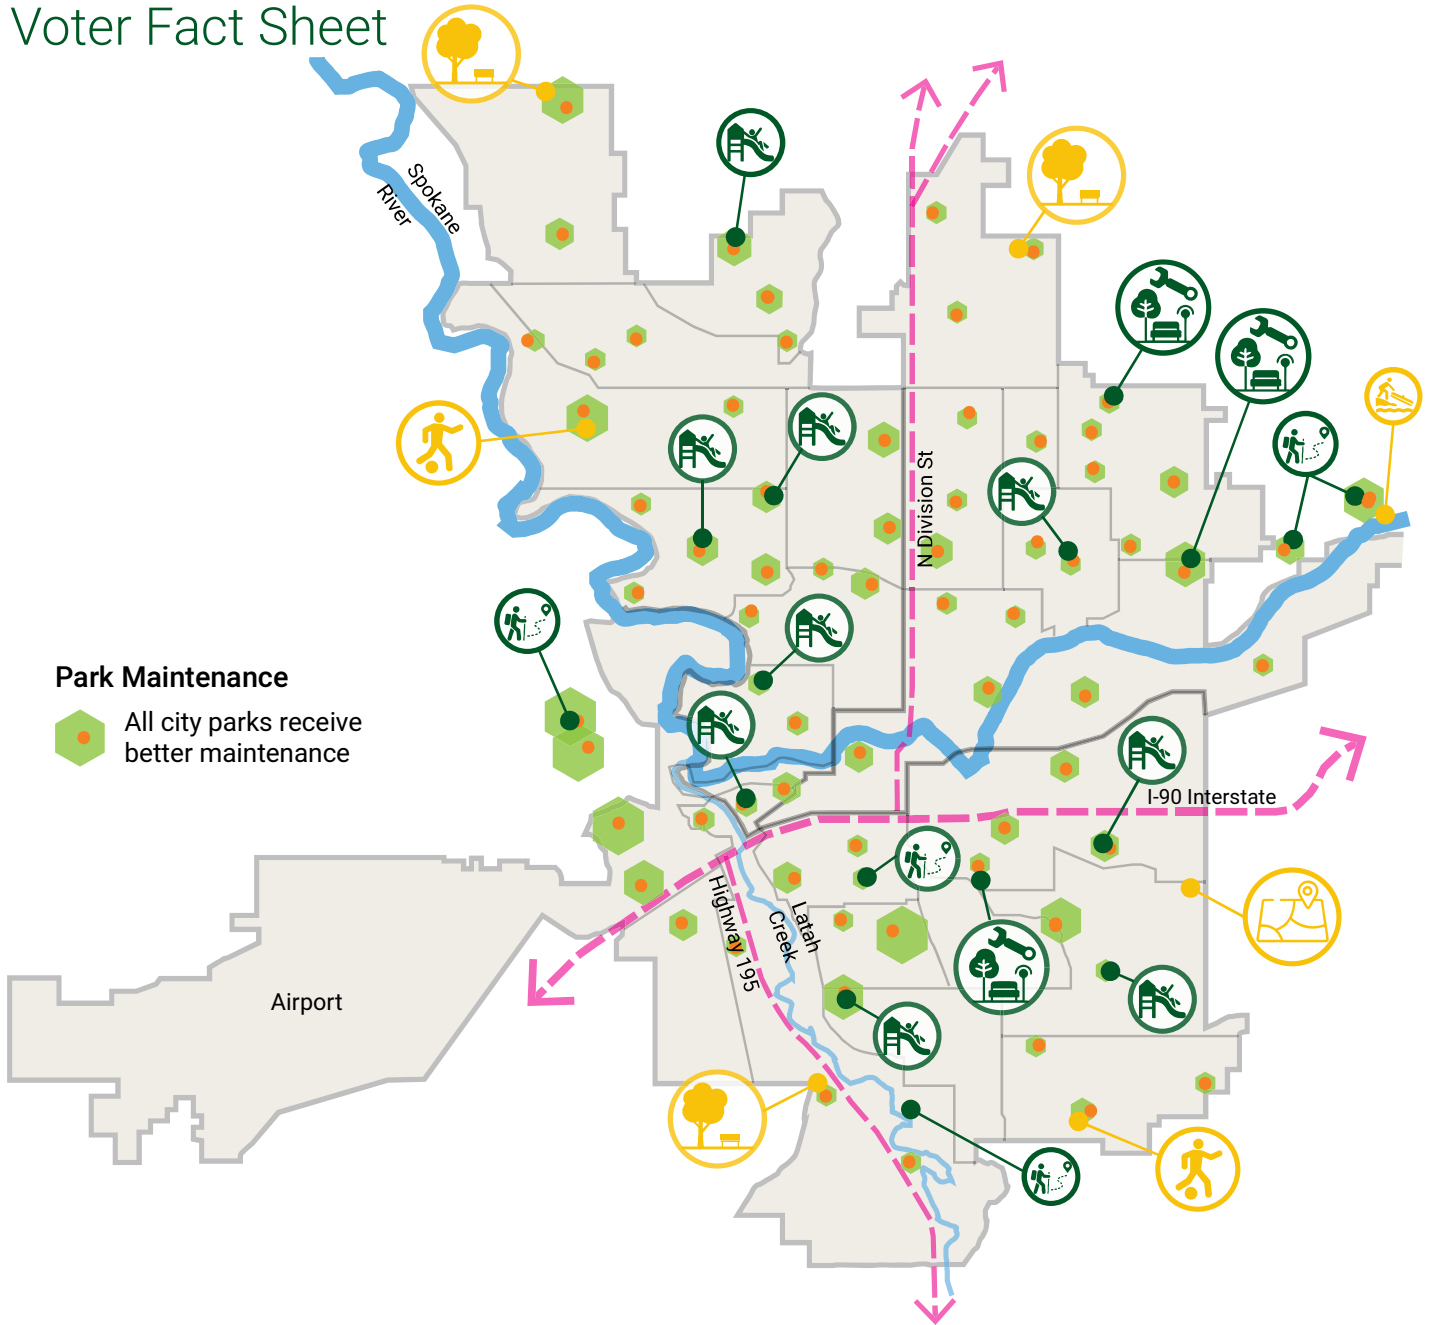 Voter Fact Sheet
Spokane
River
N Division St
Park Maintenance
All city parks receive
better maintenance
I-90 Interstate
Highway 195
Latah
Creek
Airport